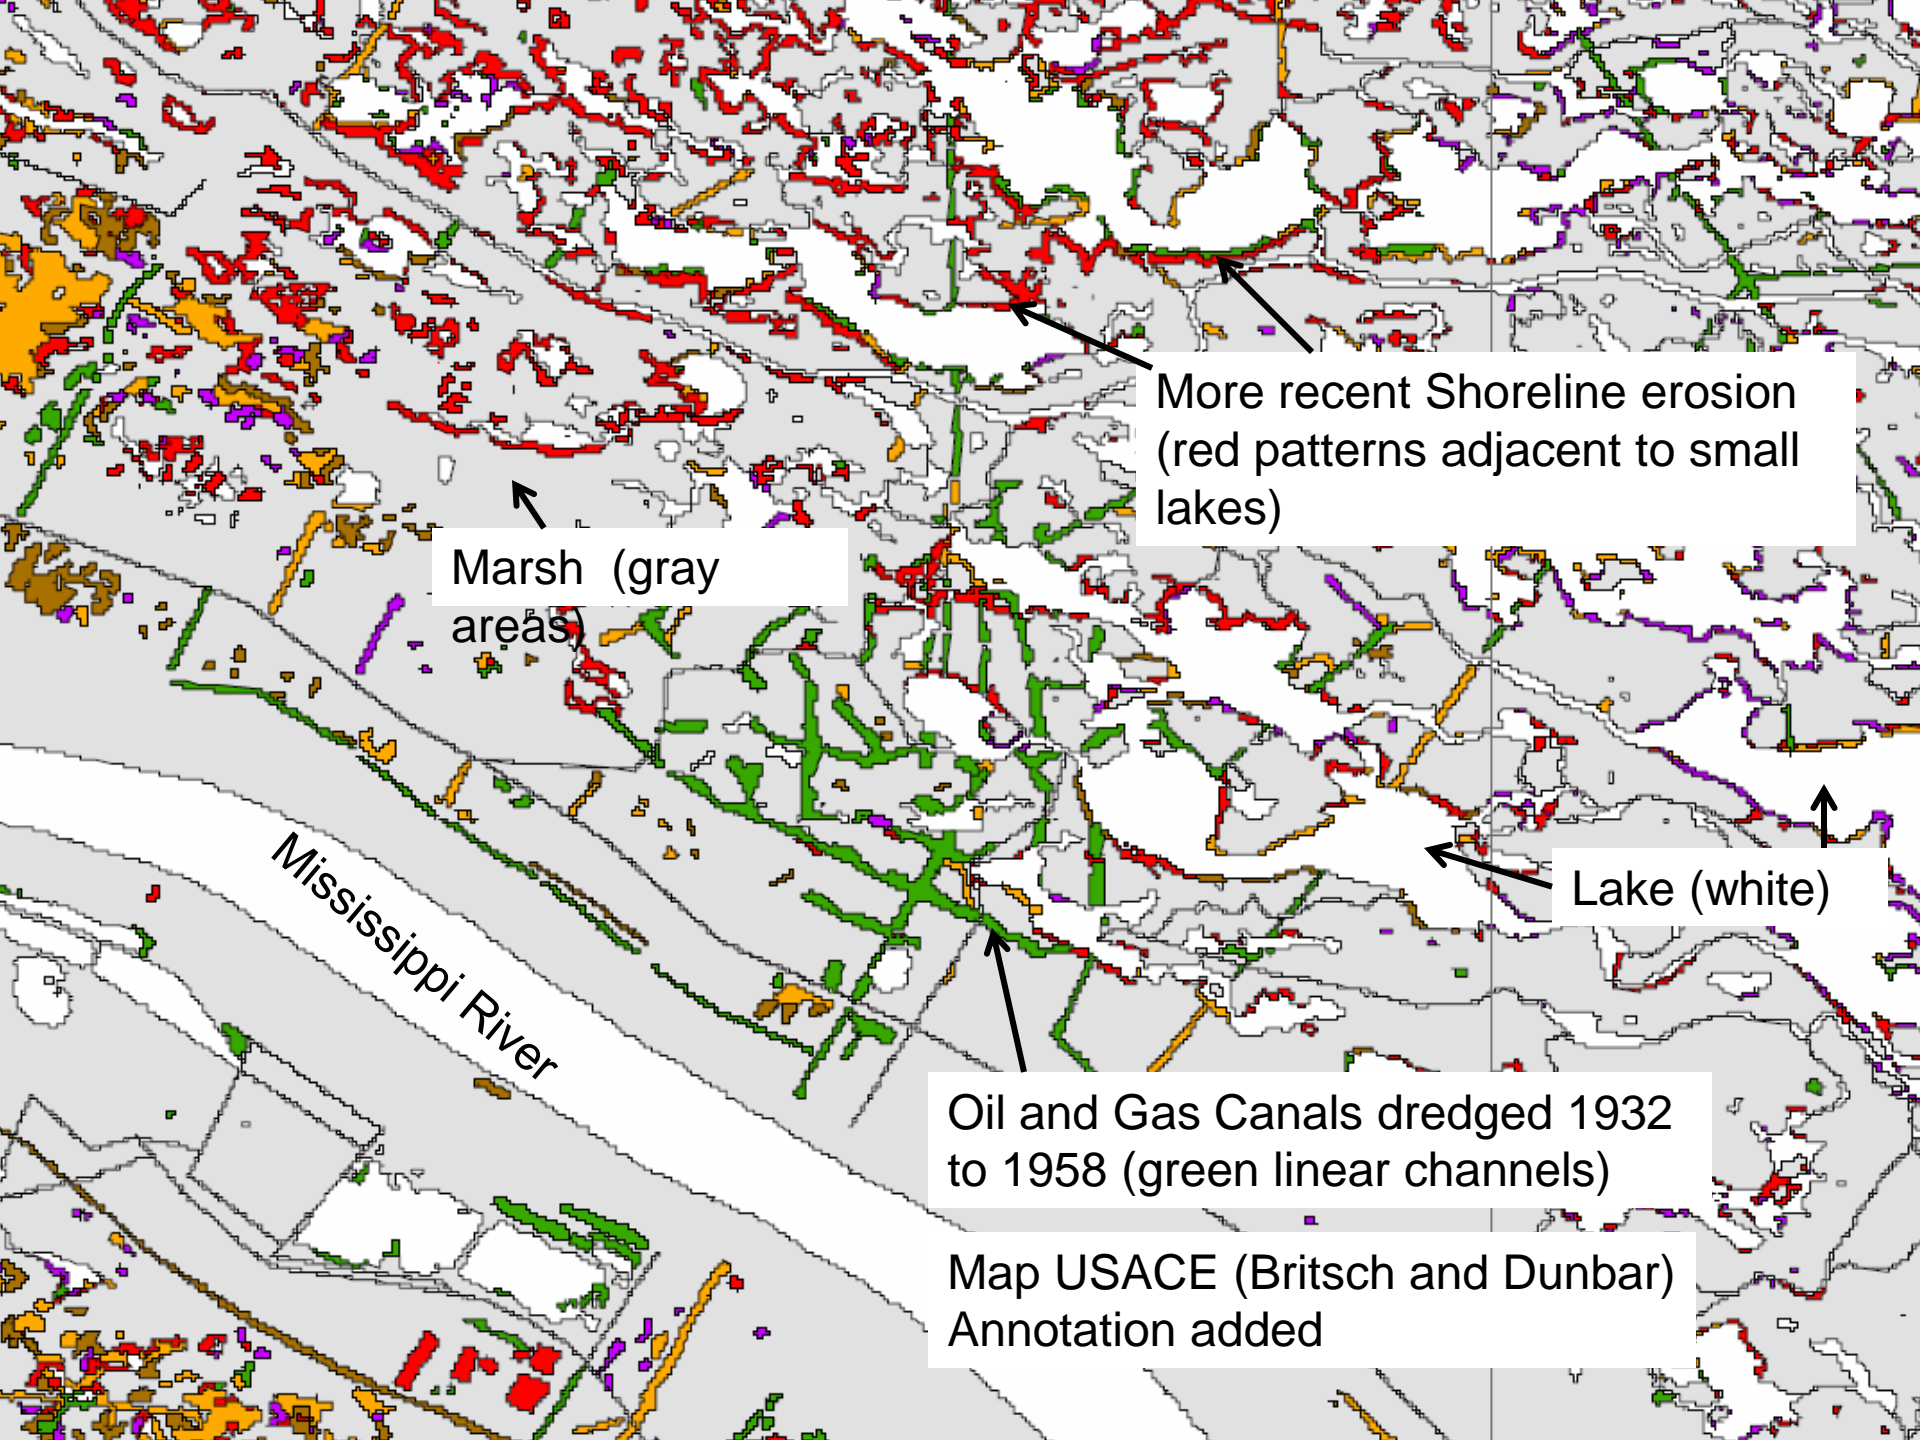 More recent Shoreline erosion
(red patterns adjacent to small
lakes)
Marsh  (gray
areas)
Lake (white)
Mississippi River
Oil and Gas Canals dredged 1932
to 1958 (green linear channels)
Map USACE (Britsch and Dunbar)
Annotation added